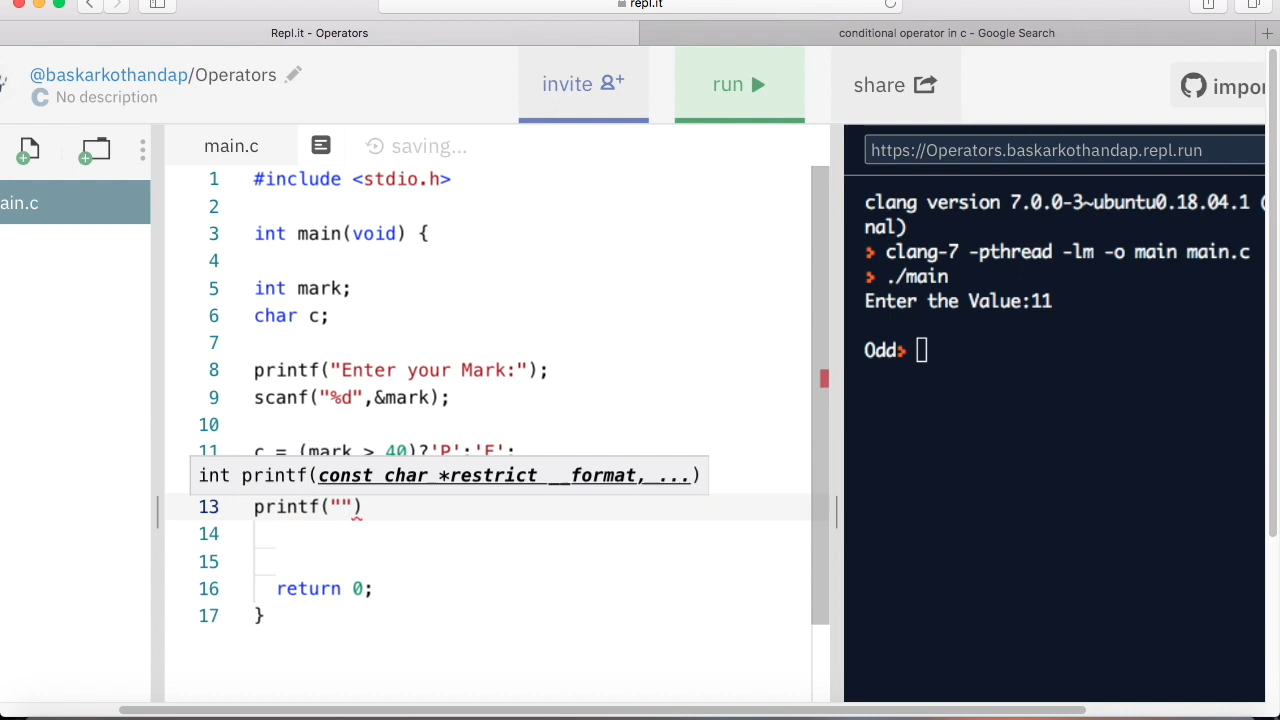 repl.it
Repl.it - Operators
conditional operator in c - Google Search
@baskarkothandap/Operators
No description
invite
run
share
impor
main.c
saving...
ain.c
1 #include <stdio.h>
2
3 int main(void) {
4
5 int mark;
6 char c;
7
8 printf("Enter your Mark:");
9 scanf("%d",&mark);
10
11 c = (mark > 40)?'P':'F';
int printf(const char *restrict __format, ...)
13 printf("")
14
15
16 return 0;
17 }
https://Operators.baskarkothandap.repl.run
clang version 7.0.0-3~ubuntu0.18.04.1 (
nal)
> clang-7 -pthread -lm -o main main.c
> ./main
Enter the Value:11
Odd>